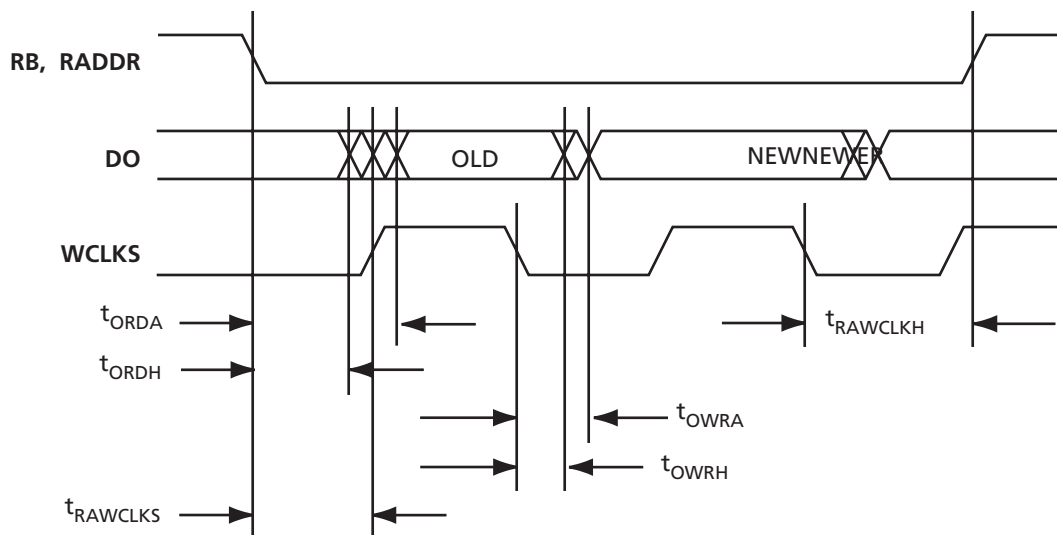 RB, RADDR
DO
OLD
NEWNEWER
WCLKS
tORDA
tRAWCLKH
tORDH
tOWRA
tOWRH
tRAWCLKS